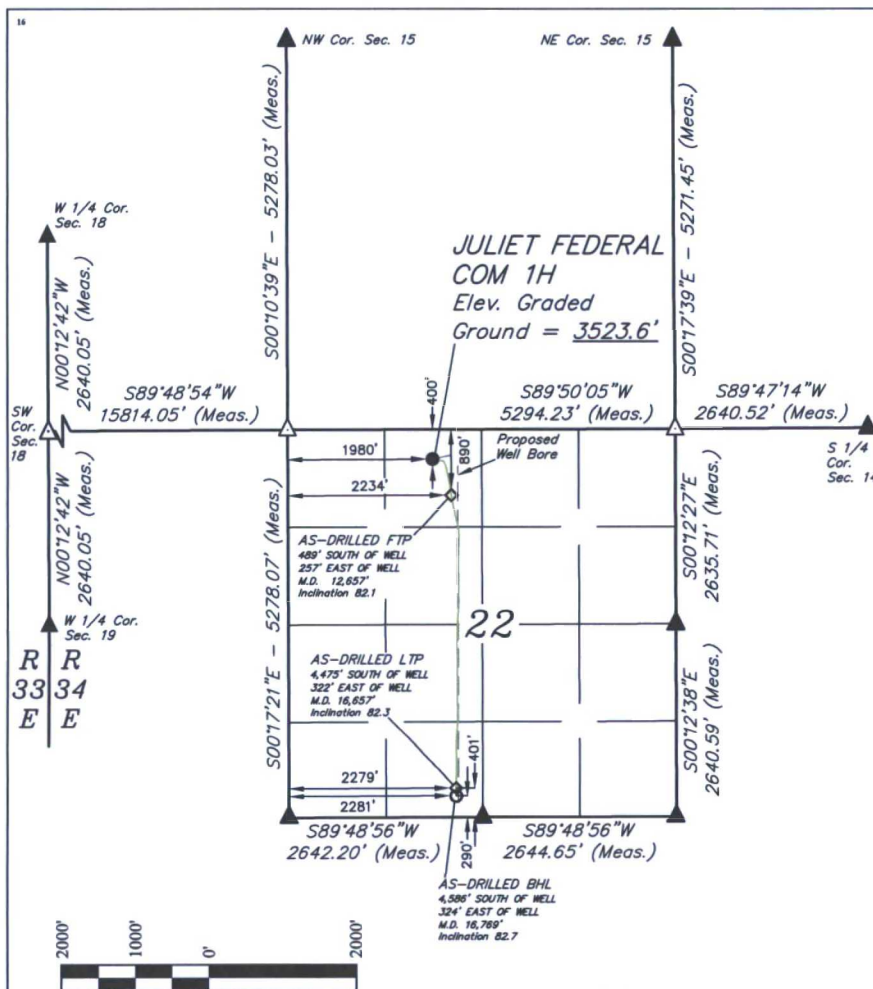 16
NW Cor. Sec. 15
NE Cor. Sec. 15
S00°10'39"E - 5278.03' (Meas.)
S00°17'39"E - 5271.45' (Meas.)
W 1/4 Cor.
Sec. 18
N00°12'42"W
2640.05' (Meas.)
JULIET FEDERAL
COM 1H
Elev. Graded
Ground = 3523.6'
S89°48'54"W
15814.05' (Meas.)
400'
S89°50'05"W
5294.23' (Meas.)
S89°47'14"W
2640.52' (Meas.)
SW
Cor.
Sec.
18
S 1/4
Cor.
Sec. 14
1980'
890'
Proposed
Well Bore
2234'
N00°12'42"W
2640.05' (Meas.)
S00°17'21"E - 5278.07' (Meas.)
AS-DRILLED FTP
489' SOUTH OF WELL
257' EAST OF WELL
M.D. 12,657'
Inclination 82.1
S00°12'27"E
2635.71' (Meas.)
W 1/4 Cor.
Sec. 19
22
R R
33 34
E E
AS-DRILLED LTP
4,475' SOUTH OF WELL
322' EAST OF WELL
M.D. 16,657'
Inclination 82.3
S00°12'38"E
2640.59' (Meas.)
401'
2279'
2281'
S89°48'56"W
2642.20' (Meas.)
290'
S89°48'56"W
2644.65' (Meas.)
AS-DRILLED BHL
4,586' SOUTH OF WELL
324' EAST OF WELL
M.D. 16,769'
Inclination 82.7
2000'
1000'
0'
2000'